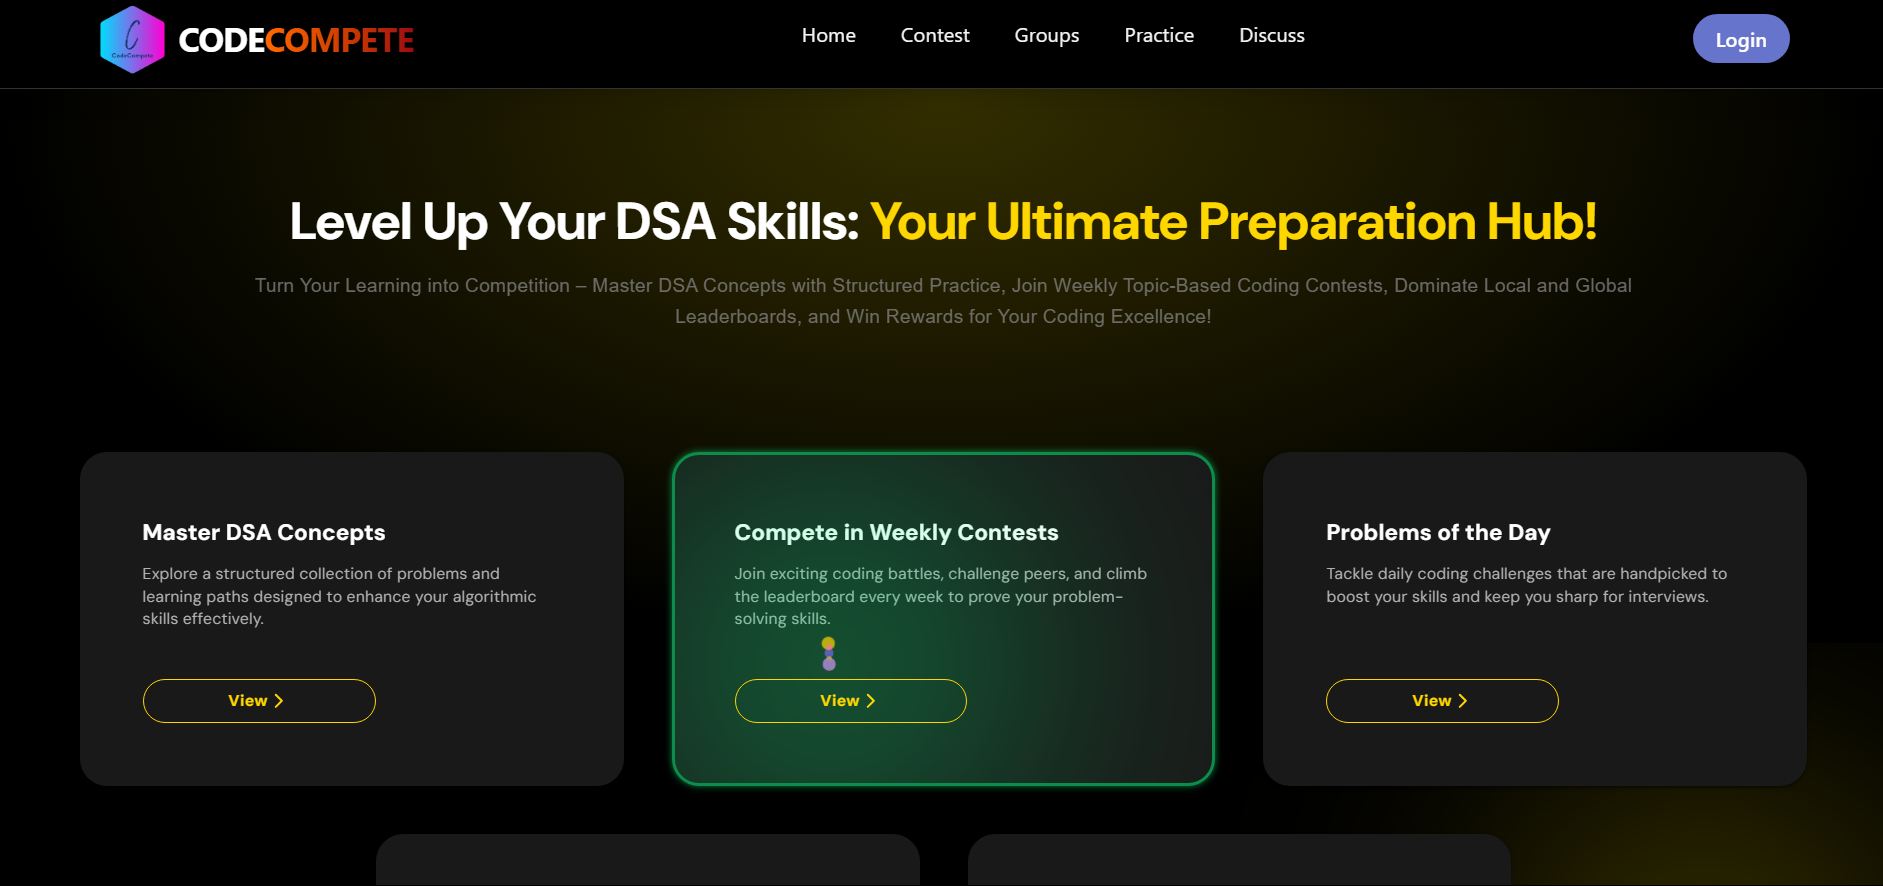 CodeCompete
CODECOMPETE
Home
Contest
Groups
Practice
Discuss
Login
Level Up Your DSA Skills: Your Ultimate Preparation Hub!
Turn Your Learning into Competition – Master DSA Concepts with Structured Practice, Join Weekly Topic-Based Coding Contests, Dominate Local and Global
Leaderboards, and Win Rewards for Your Coding Excellence!
Master DSA Concepts
Explore a structured collection of problems and
learning paths designed to enhance your algorithmic
skills effectively.
View
Compete in Weekly Contests
Join exciting coding battles, challenge peers, and climb
the leaderboard every week to prove your problem-
solving skills.
View
Problems of the Day
Tackle daily coding challenges that are handpicked to
boost your skills and keep you sharp for interviews.
View